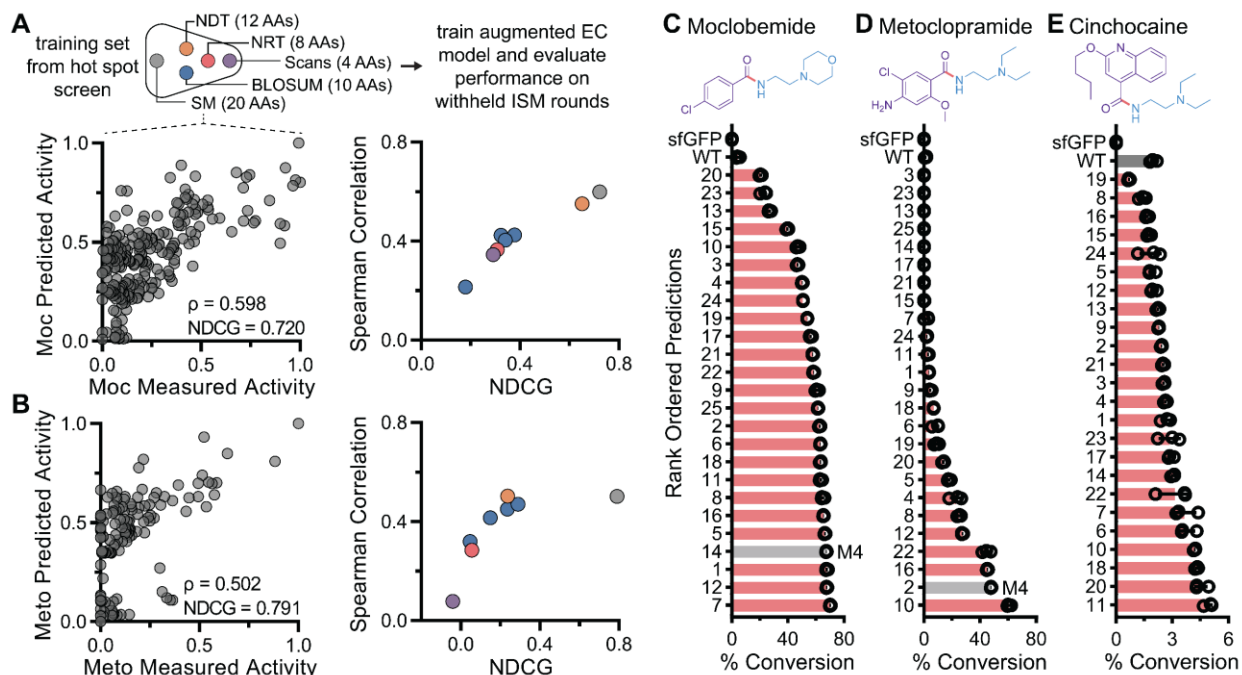 A
training set
from hot spot
screen
NDT (12 AAs)
NRT (8 AAs)
Scans (4 AAs)
BLOSUM (10 AAs)
SM (20 AAs)
train augmented EC
model and evaluate
performance on
withheld ISM rounds
Moc Predicted Activity
1.0
0.5
0.0
ρ = 0.598
NDCG = 0.720
0.0 0.5 1.0
Moc Measured Activity
Spearman Correlation
0.8
0.4
0.0
0.0 0.4 0.8
NDCG
B
Meto Predicted Activity
1.0
0.5
0.0
ρ = 0.502
NDCG = 0.791
0.0 0.5 1.0
Meto Measured Activity
Spearman Correlation
0.8
0.4
0.0
0.0 0.4 0.8
NDCG
C Moclobemide
Cl
O
N
H
N
O
Rank Ordered Predictions
sfGFP
WT
20
23
13
15
10
3
4
24
19
17
21
22
9
25
2
6
18
11
8
16
5
14 M4
1
12
7
0 40 80
% Conversion
D Metoclopramide
Cl
O
N
H
N
H₂N
O
sfGFP
WT
3
23
13
25
14
17
21
15
7
24
11
1
9
18
6
19
20
5
4
8
12
22
16
2 M4
10
0 40 80
% Conversion
E Cinchocaine
O
N
O
N
H
N
sfGFP
WT
19
8
16
15
24
5
12
13
9
2
21
3
4
1
23
17
14
22
7
6
10
18
20
11
0 3 6
% Conversion